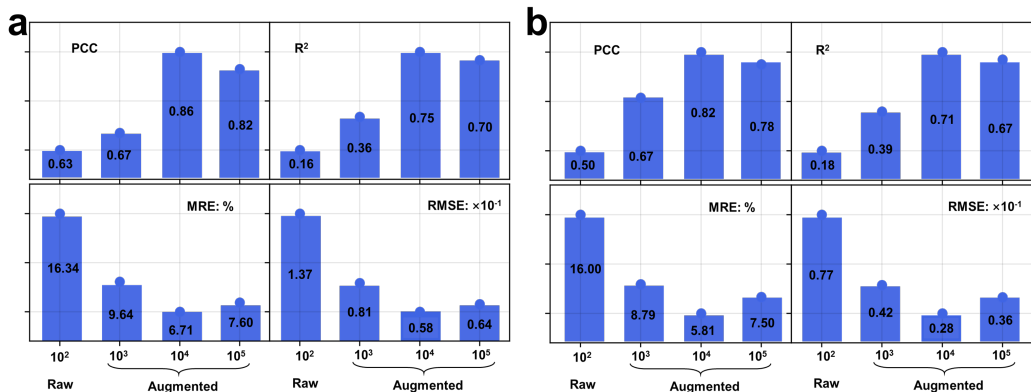 a
PCC
0.63
0.67
0.86
0.82
R²
0.16
0.36
0.75
0.70
MRE: %
16.34
9.64
6.71
7.60
RMSE: ×10⁻¹
1.37
0.81
0.58
0.64
10² 10³ 10⁴ 10⁵ 10² 10³ 10⁴ 10⁵
Raw Augmented Raw Augmented
b
PCC
0.50
0.67
0.82
0.78
R²
0.18
0.39
0.71
0.67
MRE: %
16.00
8.79
5.81
7.50
RMSE: ×10⁻¹
0.77
0.42
0.28
0.36
10² 10³ 10⁴ 10⁵ 10² 10³ 10⁴ 10⁵
Raw Augmented Raw Augmented